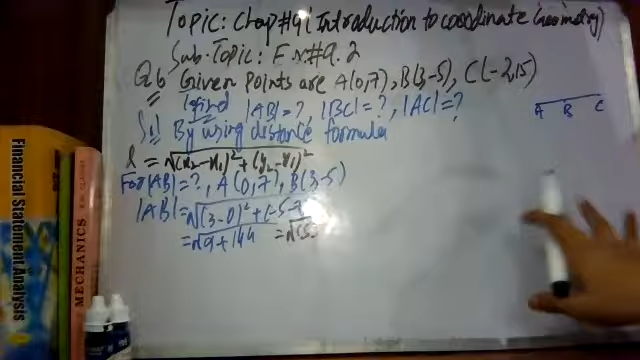 Topic: Chap#9: Introduction to coordinate Geometry)
Sub-Topic: Ex#9.2
Q6 Given points are A(0,7), B(3,-5), C(-2,15)
find |AB|=?, |BC|=?, |AC|=?
Sol By using distance formula
A B C
d = √(x₂-x₁)² + (y₂-y₁)²
For |AB|=?, A(0,7), B(3,-5)
|AB|=√(3-0)²+(-5-7
=√9+144 =√153
Financial Statement Analysis
MECHANICS